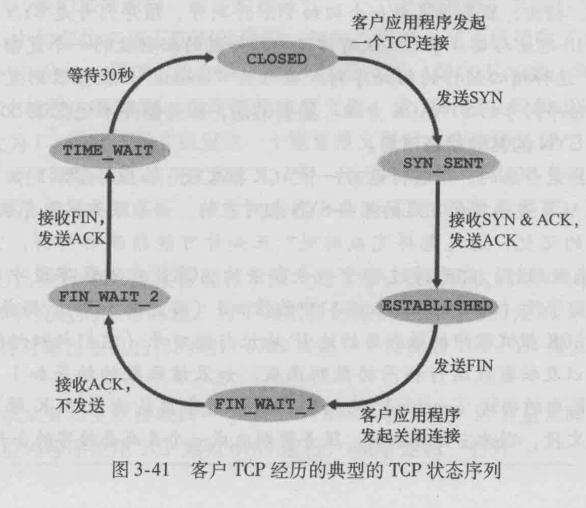 客户应用程序发起
一个TCP连接
CLOSED
等待30秒
发送SYN
TIME_WAIT
SYN_SENT
接收FIN，
发送ACK
接收SYN & ACK，
发送ACK
FIN_WAIT_2
ESTABLISHED
发送FIN
接收ACK，
不发送
FIN_WAIT_1
客户应用程序
发起关闭连接
图 3-41 客户 TCP 经历的典型的 TCP 状态序列